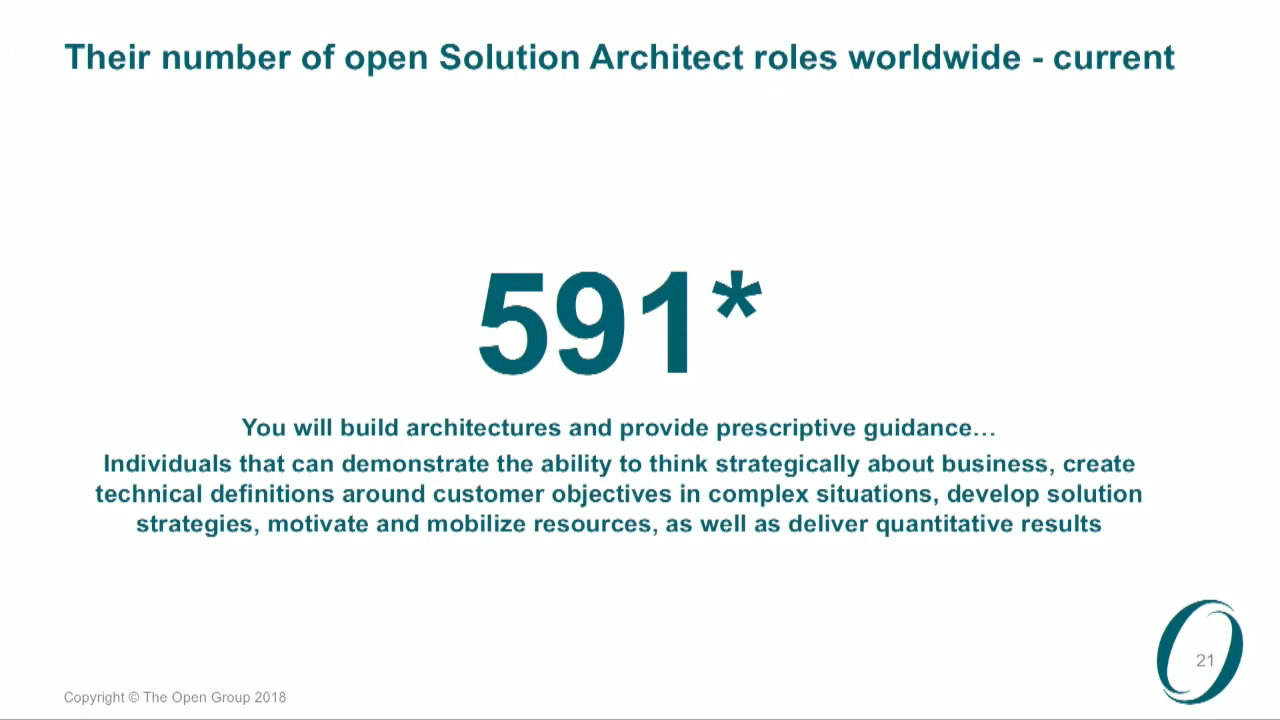 Their number of open Solution Architect roles worldwide - current
591*
You will build architectures and provide prescriptive guidance…
Individuals that can demonstrate the ability to think strategically about business, create
technical definitions around customer objectives in complex situations, develop solution
strategies, motivate and mobilize resources, as well as deliver quantitative results
21
Copyright © The Open Group 2018